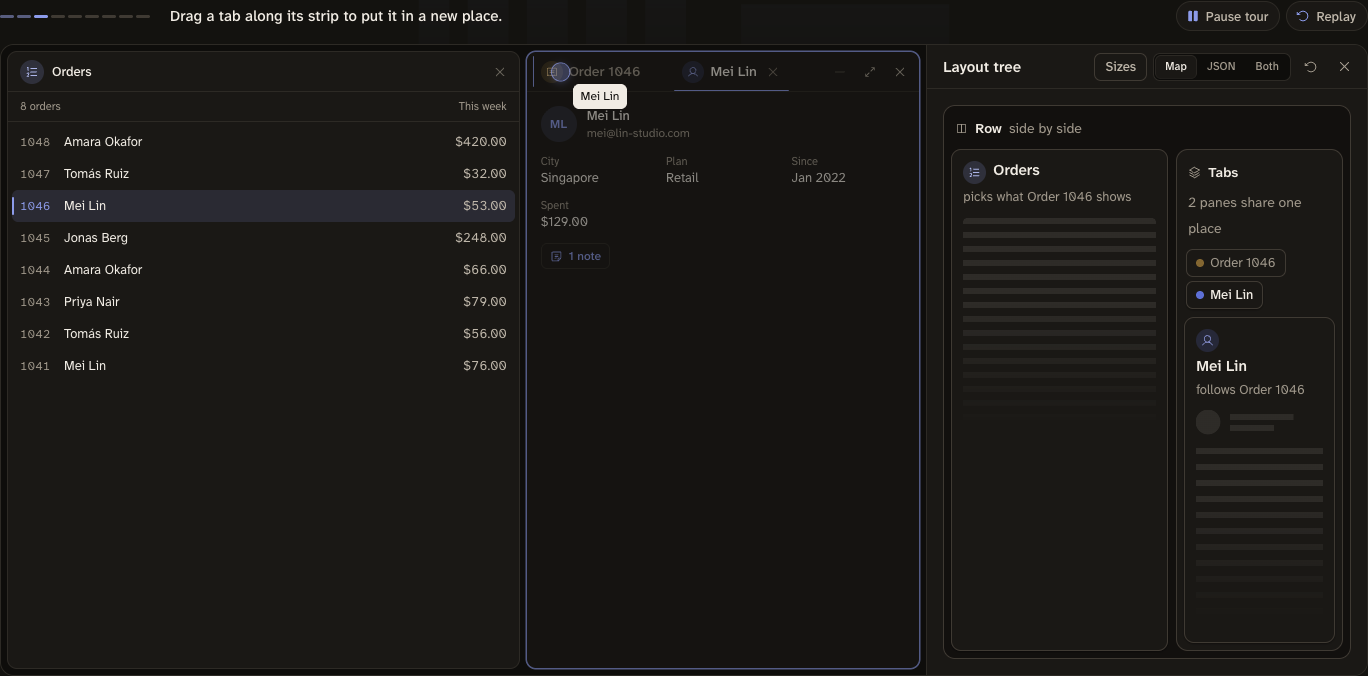 Drag a tab along its strip to put it in a new place.
Pause tour
Replay
Orders
8 orders
This week
1048 Amara Okafor $420.00
1047 Tomás Ruiz $32.00
1046 Mei Lin $53.00
1045 Jonas Berg $248.00
1044 Amara Okafor $66.00
1043 Priya Nair $79.00
1042 Tomás Ruiz $56.00
1041 Mei Lin $76.00
Order 1046
Mei Lin
Mei Lin
ML
Mei Lin
mei@lin-studio.com
City Plan Since
Singapore Retail Jan 2022
Spent
$129.00
1 note
Layout tree
Sizes
Map JSON Both
Row side by side
Orders
picks what Order 1046 shows
Tabs
2 panes share one
place
Order 1046
Mei Lin
Mei Lin
follows Order 1046